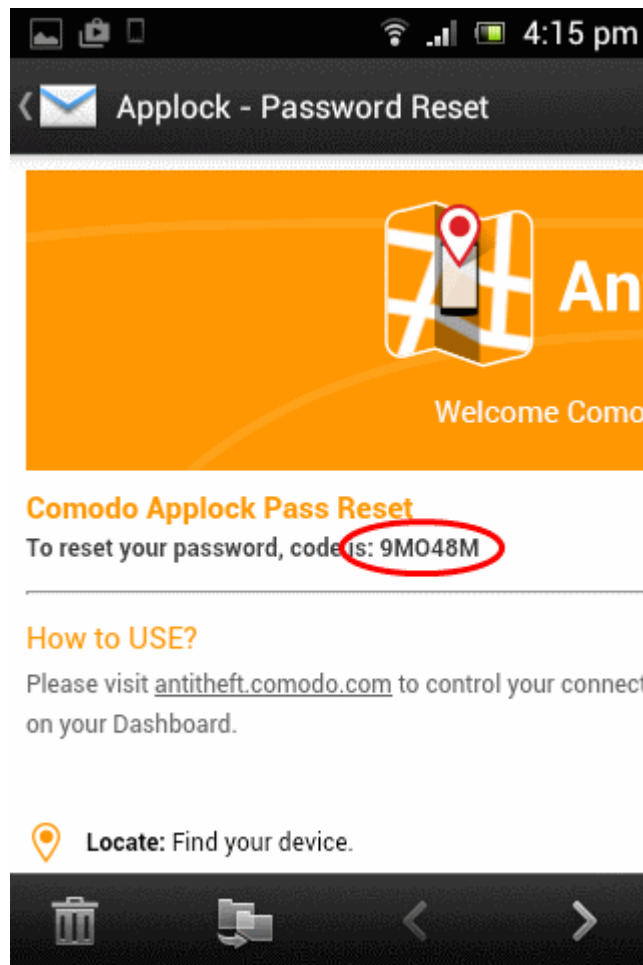 4:15 pm
Applock - Password Reset
An
Welcome Como
Comodo Applock Pass Reset
To reset your password, code is: 9MO48M
How to USE?
Please visit antitheft.comodo.com to control your connect
on your Dashboard.
Locate: Find your device.